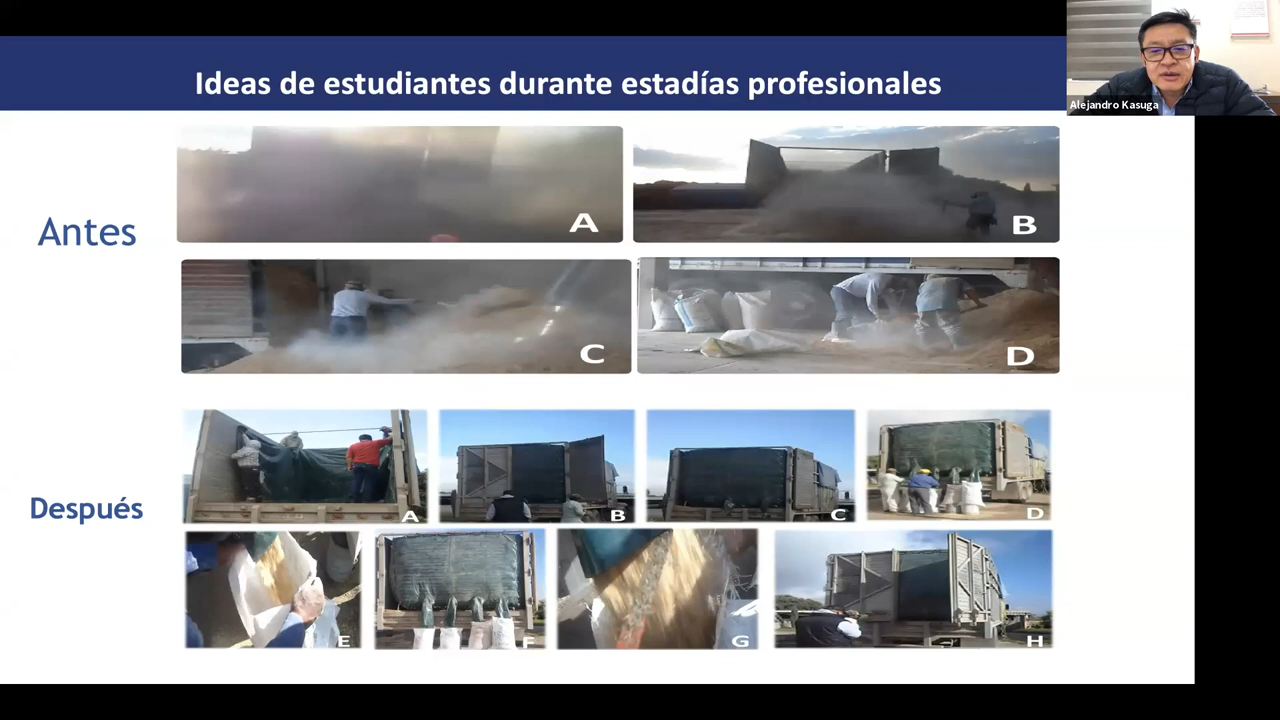 Ideas de estudiantes durante estadías profesionales
Alejandro Kasuga
Antes
A
B
C
D
Después
A
B
C
D
E
F
G
H